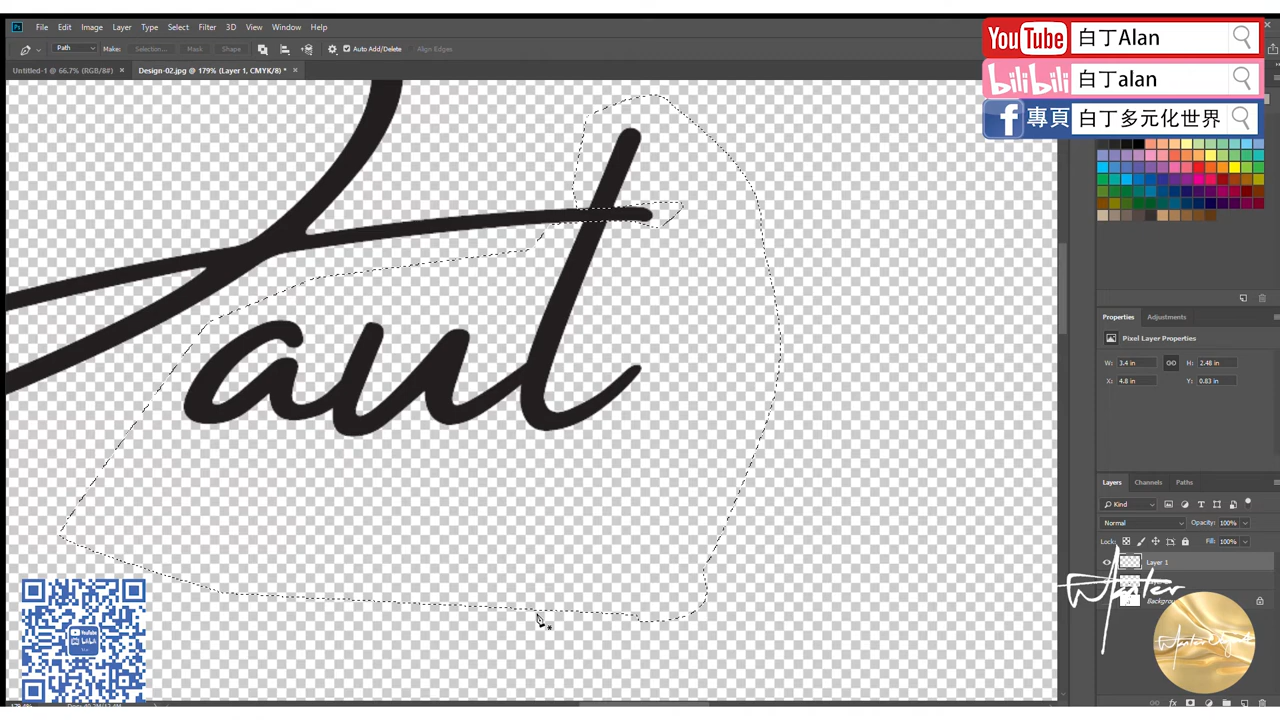 File Edit Image Layer Type Select Filter 3D View Window Help
Path Make: Selection... Mask Shape Auto Add/Delete Align Edges
Untitled-1 @ 66.7% (RGB/8#) × Design-02.jpg @ 179% (Layer 1, CMYK/8) * ×
YouTube 白丁Alan
bilibili 白丁alan
f 專頁 白丁多元化世界
aut
Properties Adjustments
Pixel Layer Properties
W: 3.4 in H: 2.48 in
X: 4.8 in Y: 0.83 in
Layers Channels Paths
Kind
Normal Opacity: 100%
Lock: Fill: 100%
Layer 1
Background
YouTube
bilibili
fx